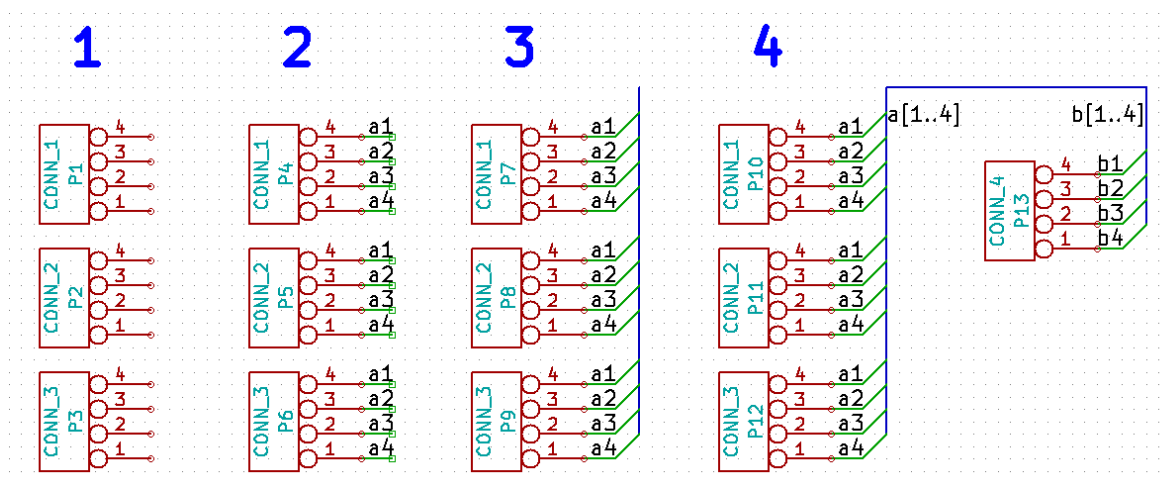 1 2 3 4
CONN_1
P1
4
3
2
1
CONN_2
P2
4
3
2
1
CONN_3
P3
4
3
2
1
CONN_1
P4
4 a1
3 a2
2 a3
1 a4
CONN_2
P5
4 a1
3 a2
2 a3
1 a4
CONN_3
P6
4 a1
3 a2
2 a3
1 a4
CONN_1
P7
4 a1
3 a2
2 a3
1 a4
CONN_2
P8
4 a1
3 a2
2 a3
1 a4
CONN_3
P9
4 a1
3 a2
2 a3
1 a4
CONN_1
P10
4 a1
3 a2
2 a3
1 a4
CONN_2
P11
4 a1
3 a2
2 a3
1 a4
CONN_3
P12
4 a1
3 a2
2 a3
1 a4
a[1..4] b[1..4]
CONN_4
P13
4 b1
3 b2
2 b3
1 b4